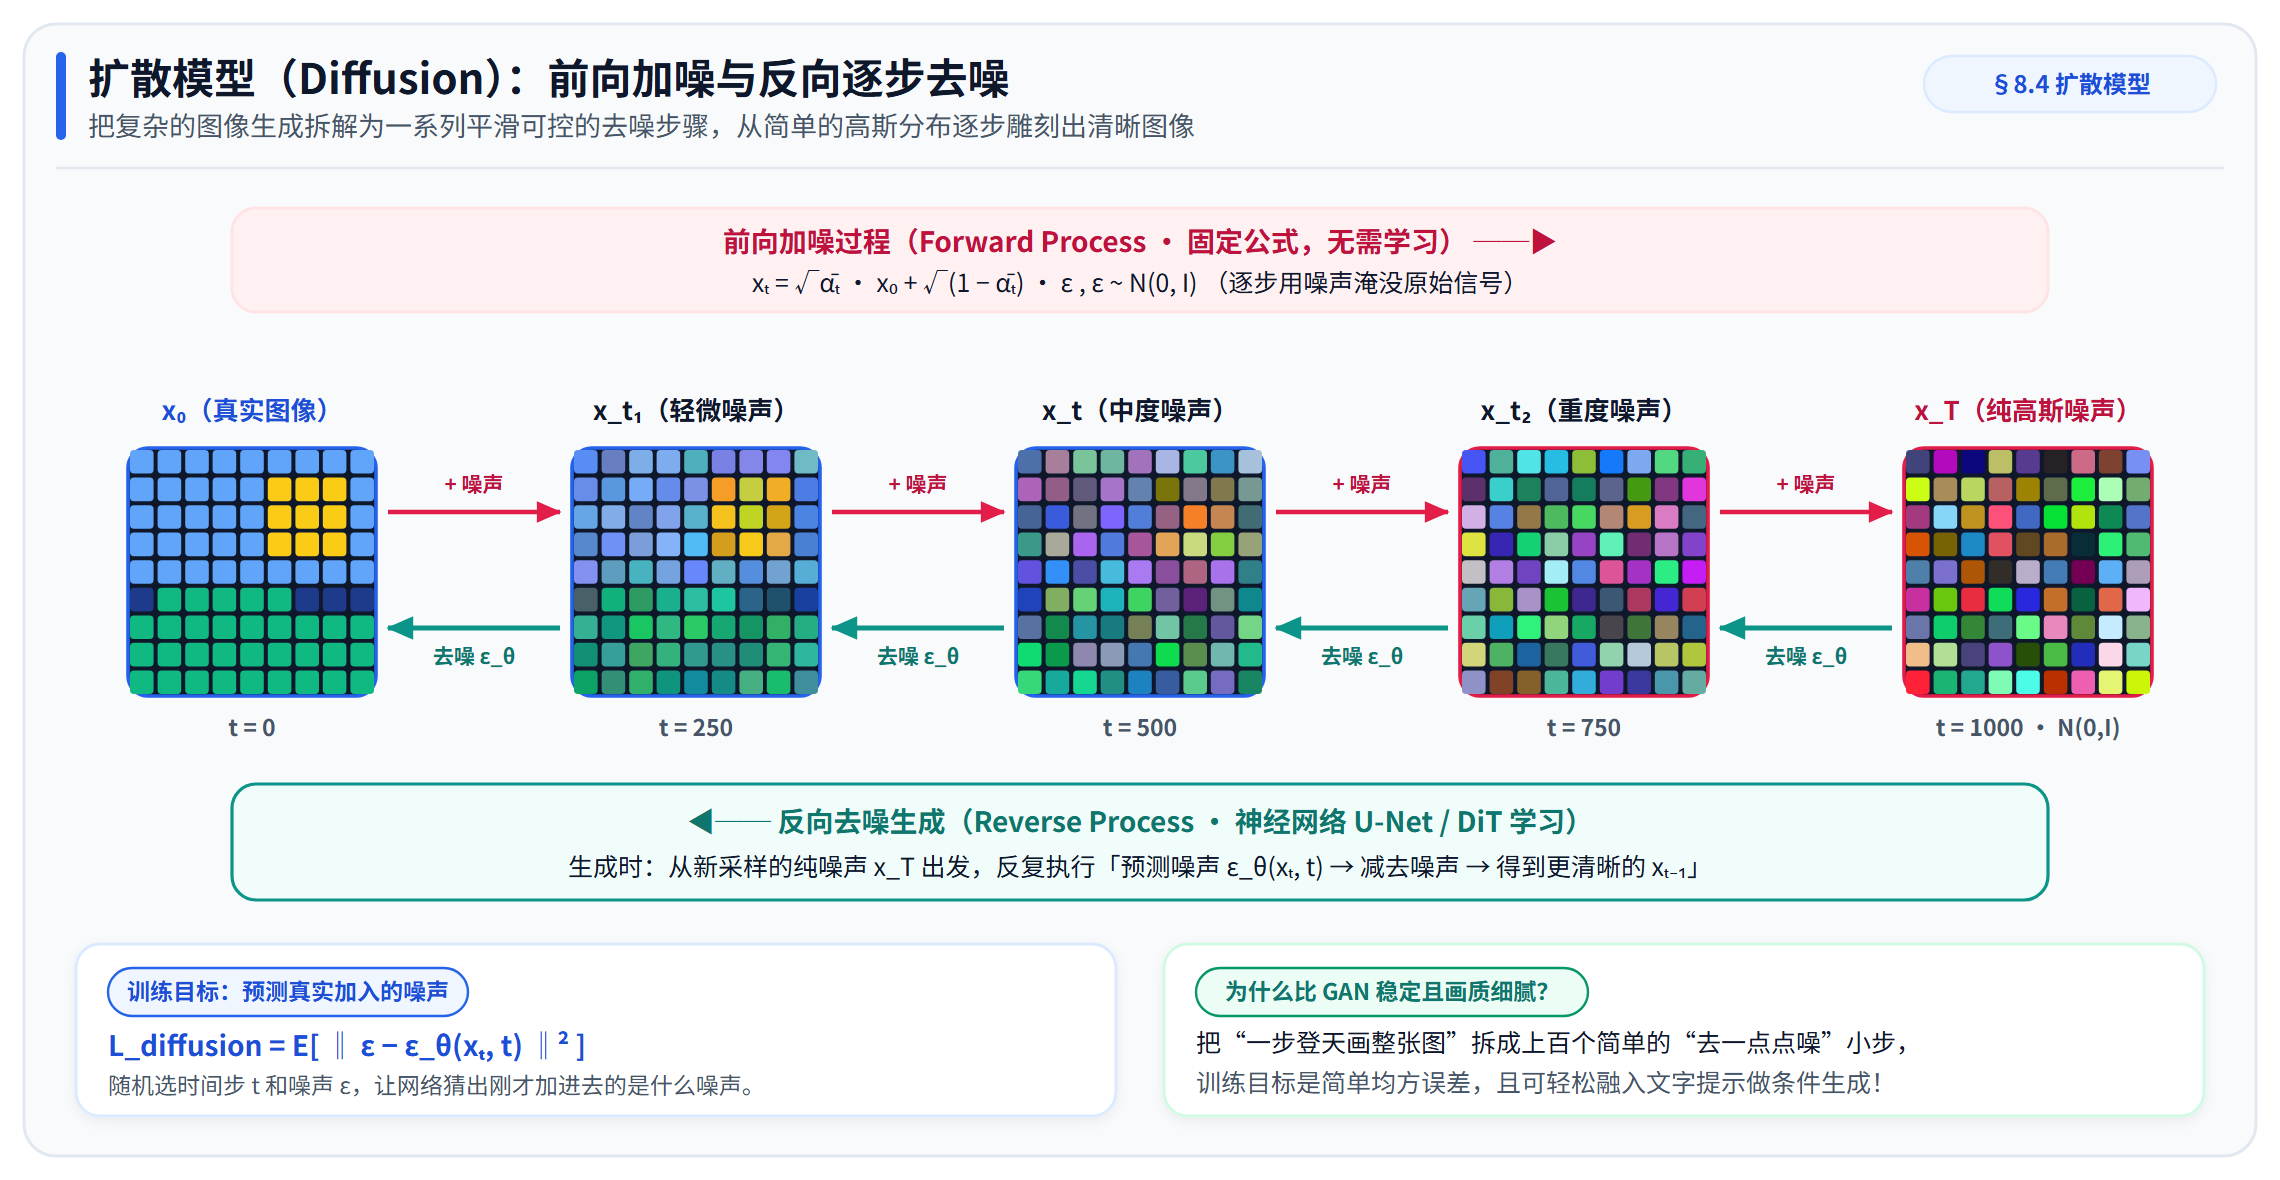 扩散模型（Diffusion）：前向加噪与反向逐步去噪
§ 8.4 扩散模型
把复杂的图像生成拆解为一系列平滑可控的去噪步骤，从简单的高斯分布逐步雕刻出清晰图像
前向加噪过程（Forward Process · 固定公式，无需学习） ──▶
xₜ = √ᾱₜ · x₀ + √(1 − ᾱₜ) · ε , ε ~ N(0, I) （逐步用噪声淹没原始信号）
x₀（真实图像）
x_t₁（轻微噪声）
x_t（中度噪声）
x_t₂（重度噪声）
x_T（纯高斯噪声）
+ 噪声
+ 噪声
+ 噪声
+ 噪声
去噪 ε_θ
去噪 ε_θ
去噪 ε_θ
去噪 ε_θ
t = 0
t = 250
t = 500
t = 750
t = 1000 · N(0,I)
◀── 反向去噪生成（Reverse Process · 神经网络 U-Net / DiT 学习）
生成时：从新采样的纯噪声 x_T 出发，反复执行「预测噪声 ε_θ(xₜ, t) → 减去噪声 → 得到更清晰的 xₜ₋₁」
训练目标：预测真实加入的噪声
L_diffusion = E[ ‖ ε − ε_θ(xₜ, t) ‖² ]
随机选时间步 t 和噪声 ε，让网络猜出刚才加进去的是什么噪声。
为什么比 GAN 稳定且画质细腻？
把“一步登天画整张图”拆成上百个简单的“去一点点噪”小步，
训练目标是简单均方误差，且可轻松融入文字提示做条件生成！